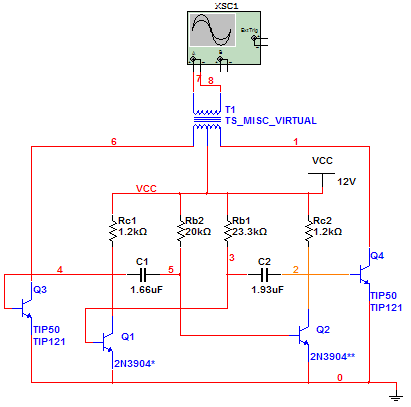 XSC1
Ext Trig
+
A
B
+
-
+
-
7
8
T1
TS_MISC_VIRTUAL
6
1
VCC
12V
VCC
Rc1
1.2kΩ
Rb2
20kΩ
Rb1
23.3kΩ
Rc2
1.2kΩ
Q4
4
C1
1.66uF
5
3
C2
1.93uF
2
Q3
TIP50
TIP121
Q1
2N3904*
Q2
2N3904**
TIP50
TIP121
0